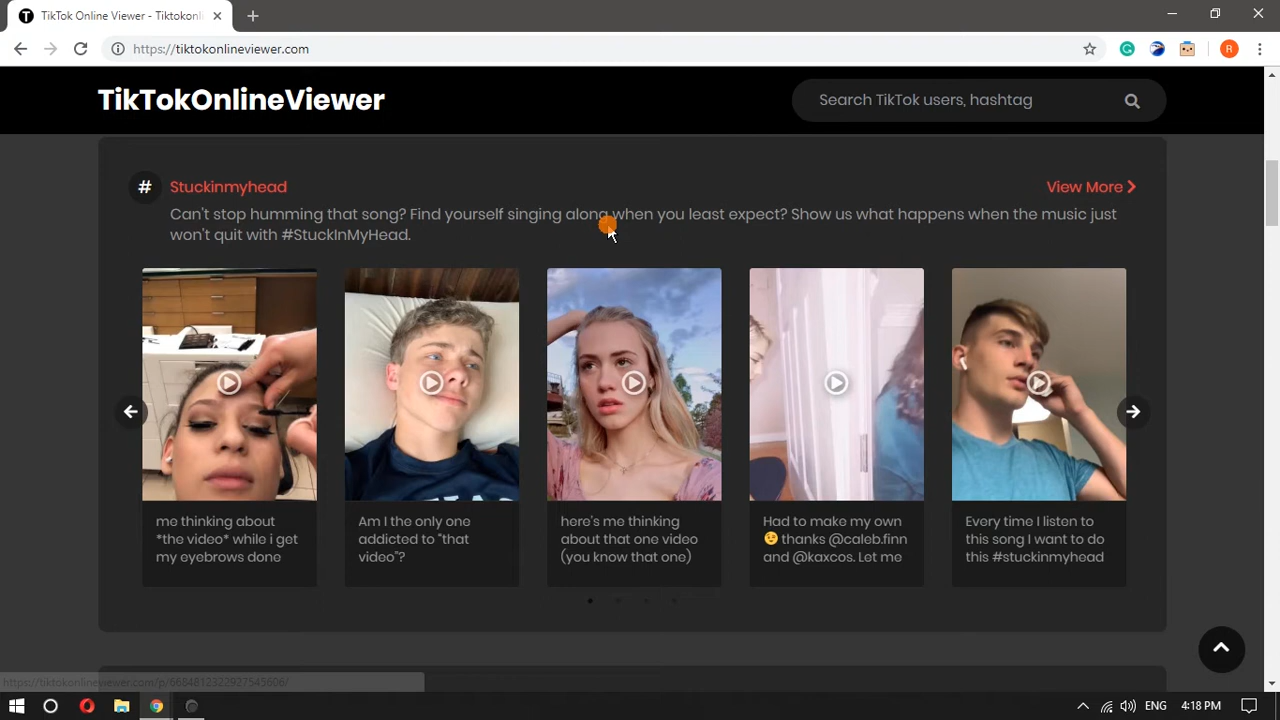 TikTok Online Viewer - Tiktokonli
https://tiktokonlineviewer.com
R
TikTokOnlineViewer
Search TikTok users, hashtag
# Stuckinmyhead
View More
Can't stop humming that song? Find yourself singing along when you least expect? Show us what happens when the music just
won't quit with #StuckInMyHead.
me thinking about
*the video* while i get
my eyebrows done
Am I the only one
addicted to "that
video"?
here's me thinking
about that one video
(you know that one)
Had to make my own
😉 thanks @caleb.finn
and @kaxcos. Let me
Every time I listen to
this song I want to do
this #stuckinmyhead
https://tiktokonlineviewer.com/p/6684812322927545606/
ENG
4:18 PM